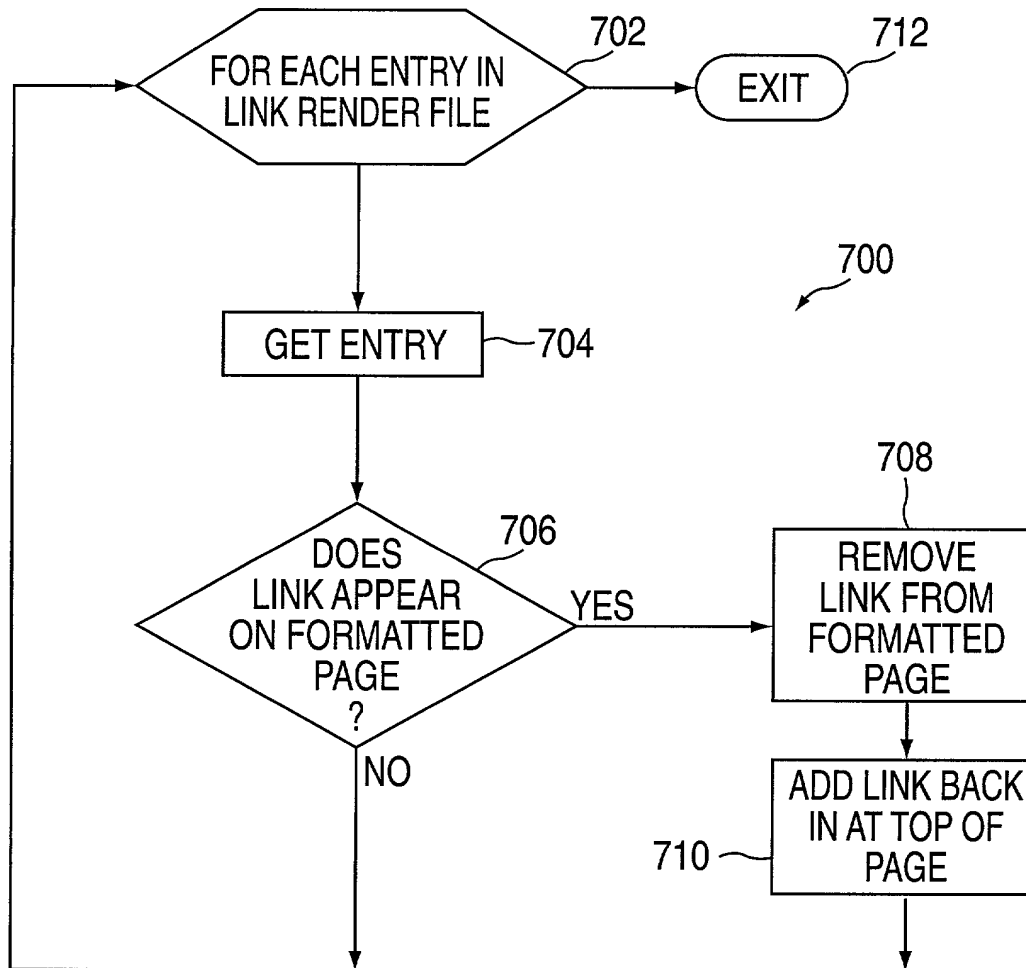 702
712
FOR EACH ENTRY IN
LINK RENDER FILE
EXIT
700
GET ENTRY
704
708
706
DOES
LINK APPEAR
ON FORMATTED
PAGE
?
YES
REMOVE
LINK FROM
FORMATTED
PAGE
NO
ADD LINK BACK
IN AT TOP OF
PAGE
710